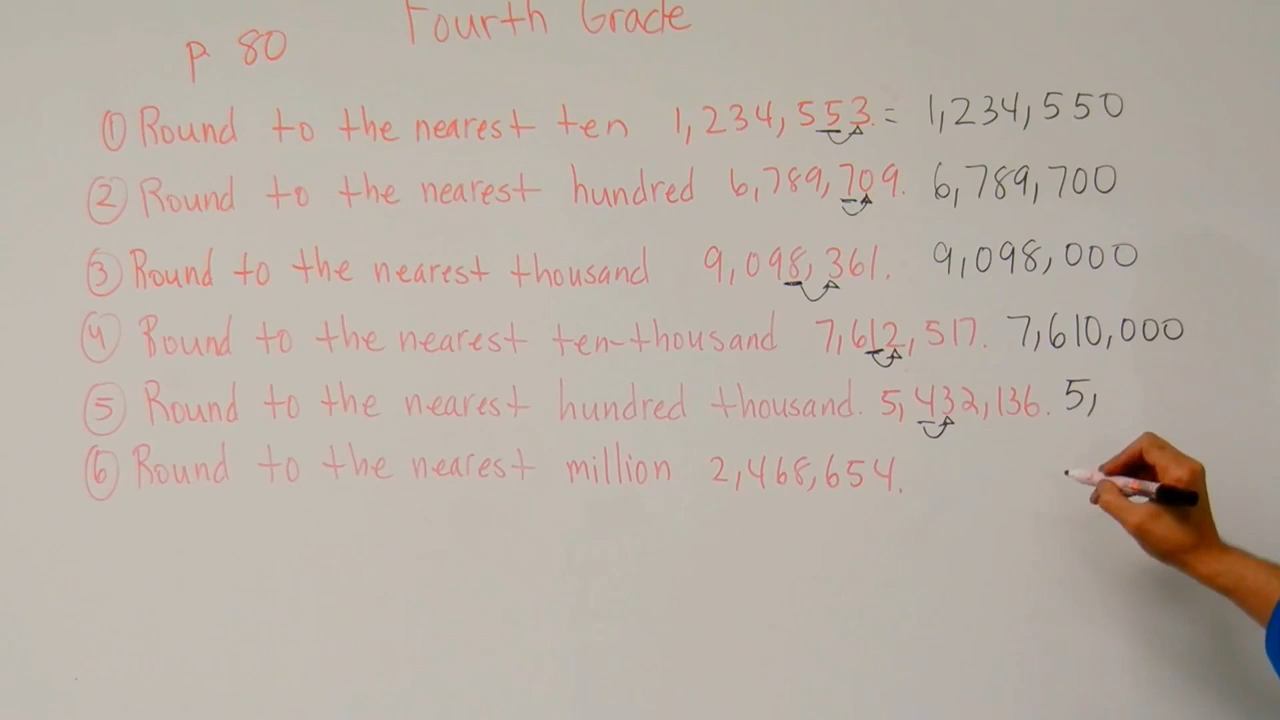 Fourth Grade
p 80
① Round to the nearest ten 1,234,553. = 1,234,550
② Round to the nearest hundred 6,789,709. 6,789,700
③ Round to the nearest thousand 9,098,361. 9,098,000
④ Round to the nearest ten-thousand 7,612,517. 7,610,000
⑤ Round to the nearest hundred thousand. 5,432,136. 5,
⑥ Round to the nearest million 2,468,654.